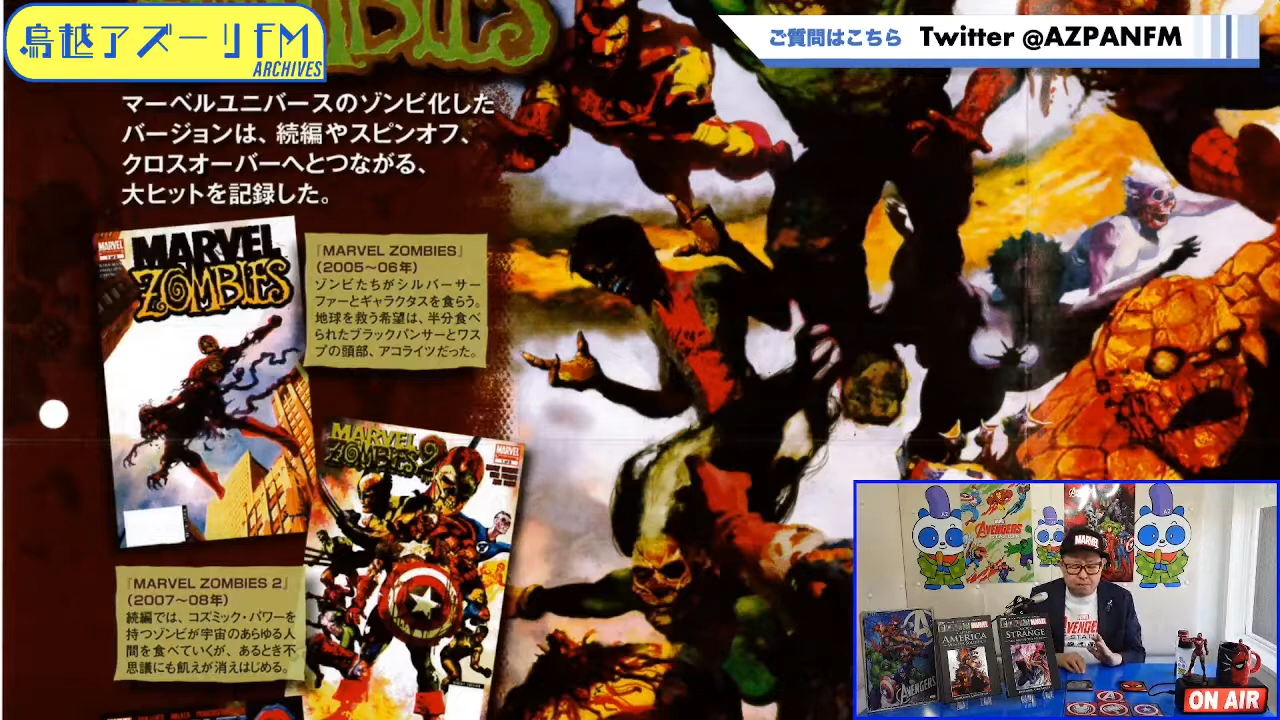 ZOMBIES
鳥越アズーリFM
ARCHIVES
ご質問はこちら Twitter @AZPANFM
マーベルユニバースのゾンビ化した
バージョンは、続編やスピンオフ、
クロスオーバーへとつながる、
大ヒットを記録した。
MARVEL
MARVEL
ZOMBIES
『MARVEL ZOMBIES』
(2005〜06年)
ゾンビたちがシルバーサー
ファーとギャラクタスを食らう。
地球を救う希望は、半分食べ
られたブラックパンサーとワス
プの頭部、アコライツだった。
MARVEL
ZOMBIES 2
MARVEL
『MARVEL ZOMBIES 2』
(2007〜08年)
続編では、コズミック・パワーを
持つゾンビが宇宙のあらゆる人
間を食べていくが、あるとき不
思議にも飢えが消えはじめる。
AVENGERS
MARVEL
AVENGERS
AMERICA
STRANGE
AVENGERS
ON AIR